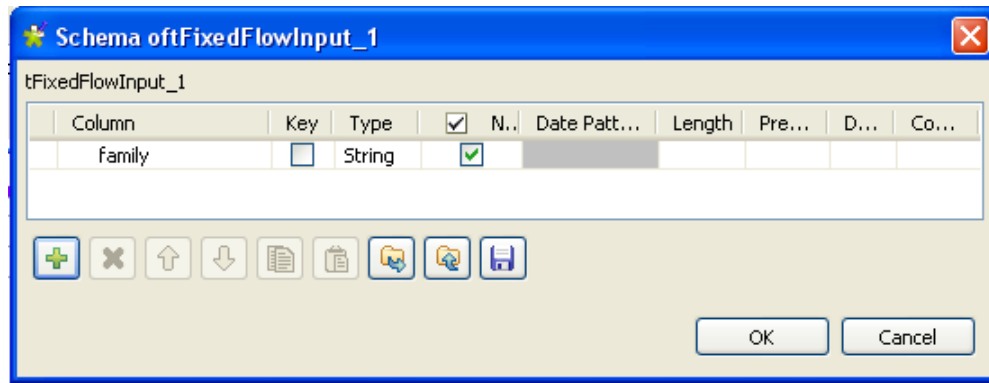 Schema oftFixedFlowInput_1
tFixedFlowInput_1
Column Key Type N.. Date Patt... Length Pre... D... Co...
family String
OK Cancel